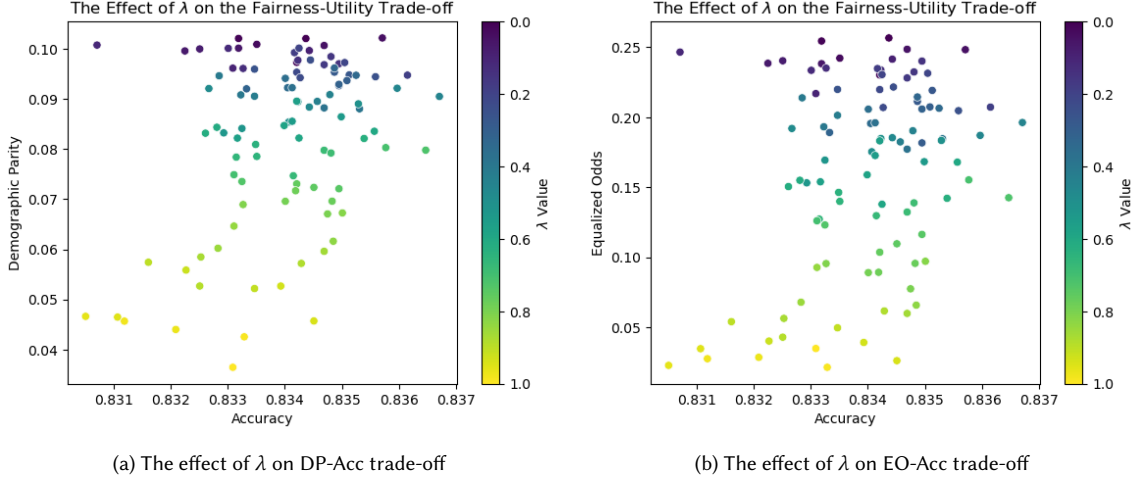 The Effect of λ on the Fairness-Utility Trade-off
0.10
0.09
0.08
0.07
0.06
0.05
0.04
Demographic Parity
0.831 0.832 0.833 0.834 0.835 0.836 0.837
Accuracy
0.0
0.2
0.4
0.6
0.8
1.0
λ Value
(a) The effect of λ on DP-Acc trade-off
The Effect of λ on the Fairness-Utility Trade-off
0.25
0.20
0.15
0.10
0.05
Equalized Odds
0.831 0.832 0.833 0.834 0.835 0.836 0.837
Accuracy
0.0
0.2
0.4
0.6
0.8
1.0
λ Value
(b) The effect of λ on EO-Acc trade-off